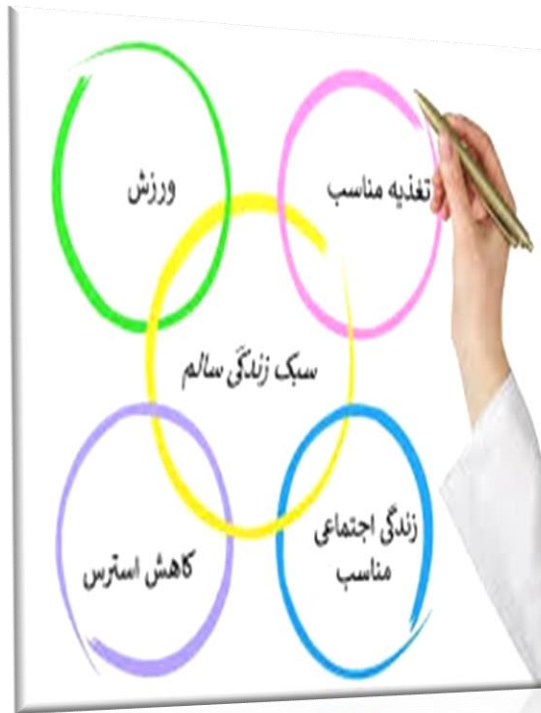 تغذیه مناسب
ورزش
سبک زندگی سالم
زندگی اجتماعی
مناسب
کاهش استرس